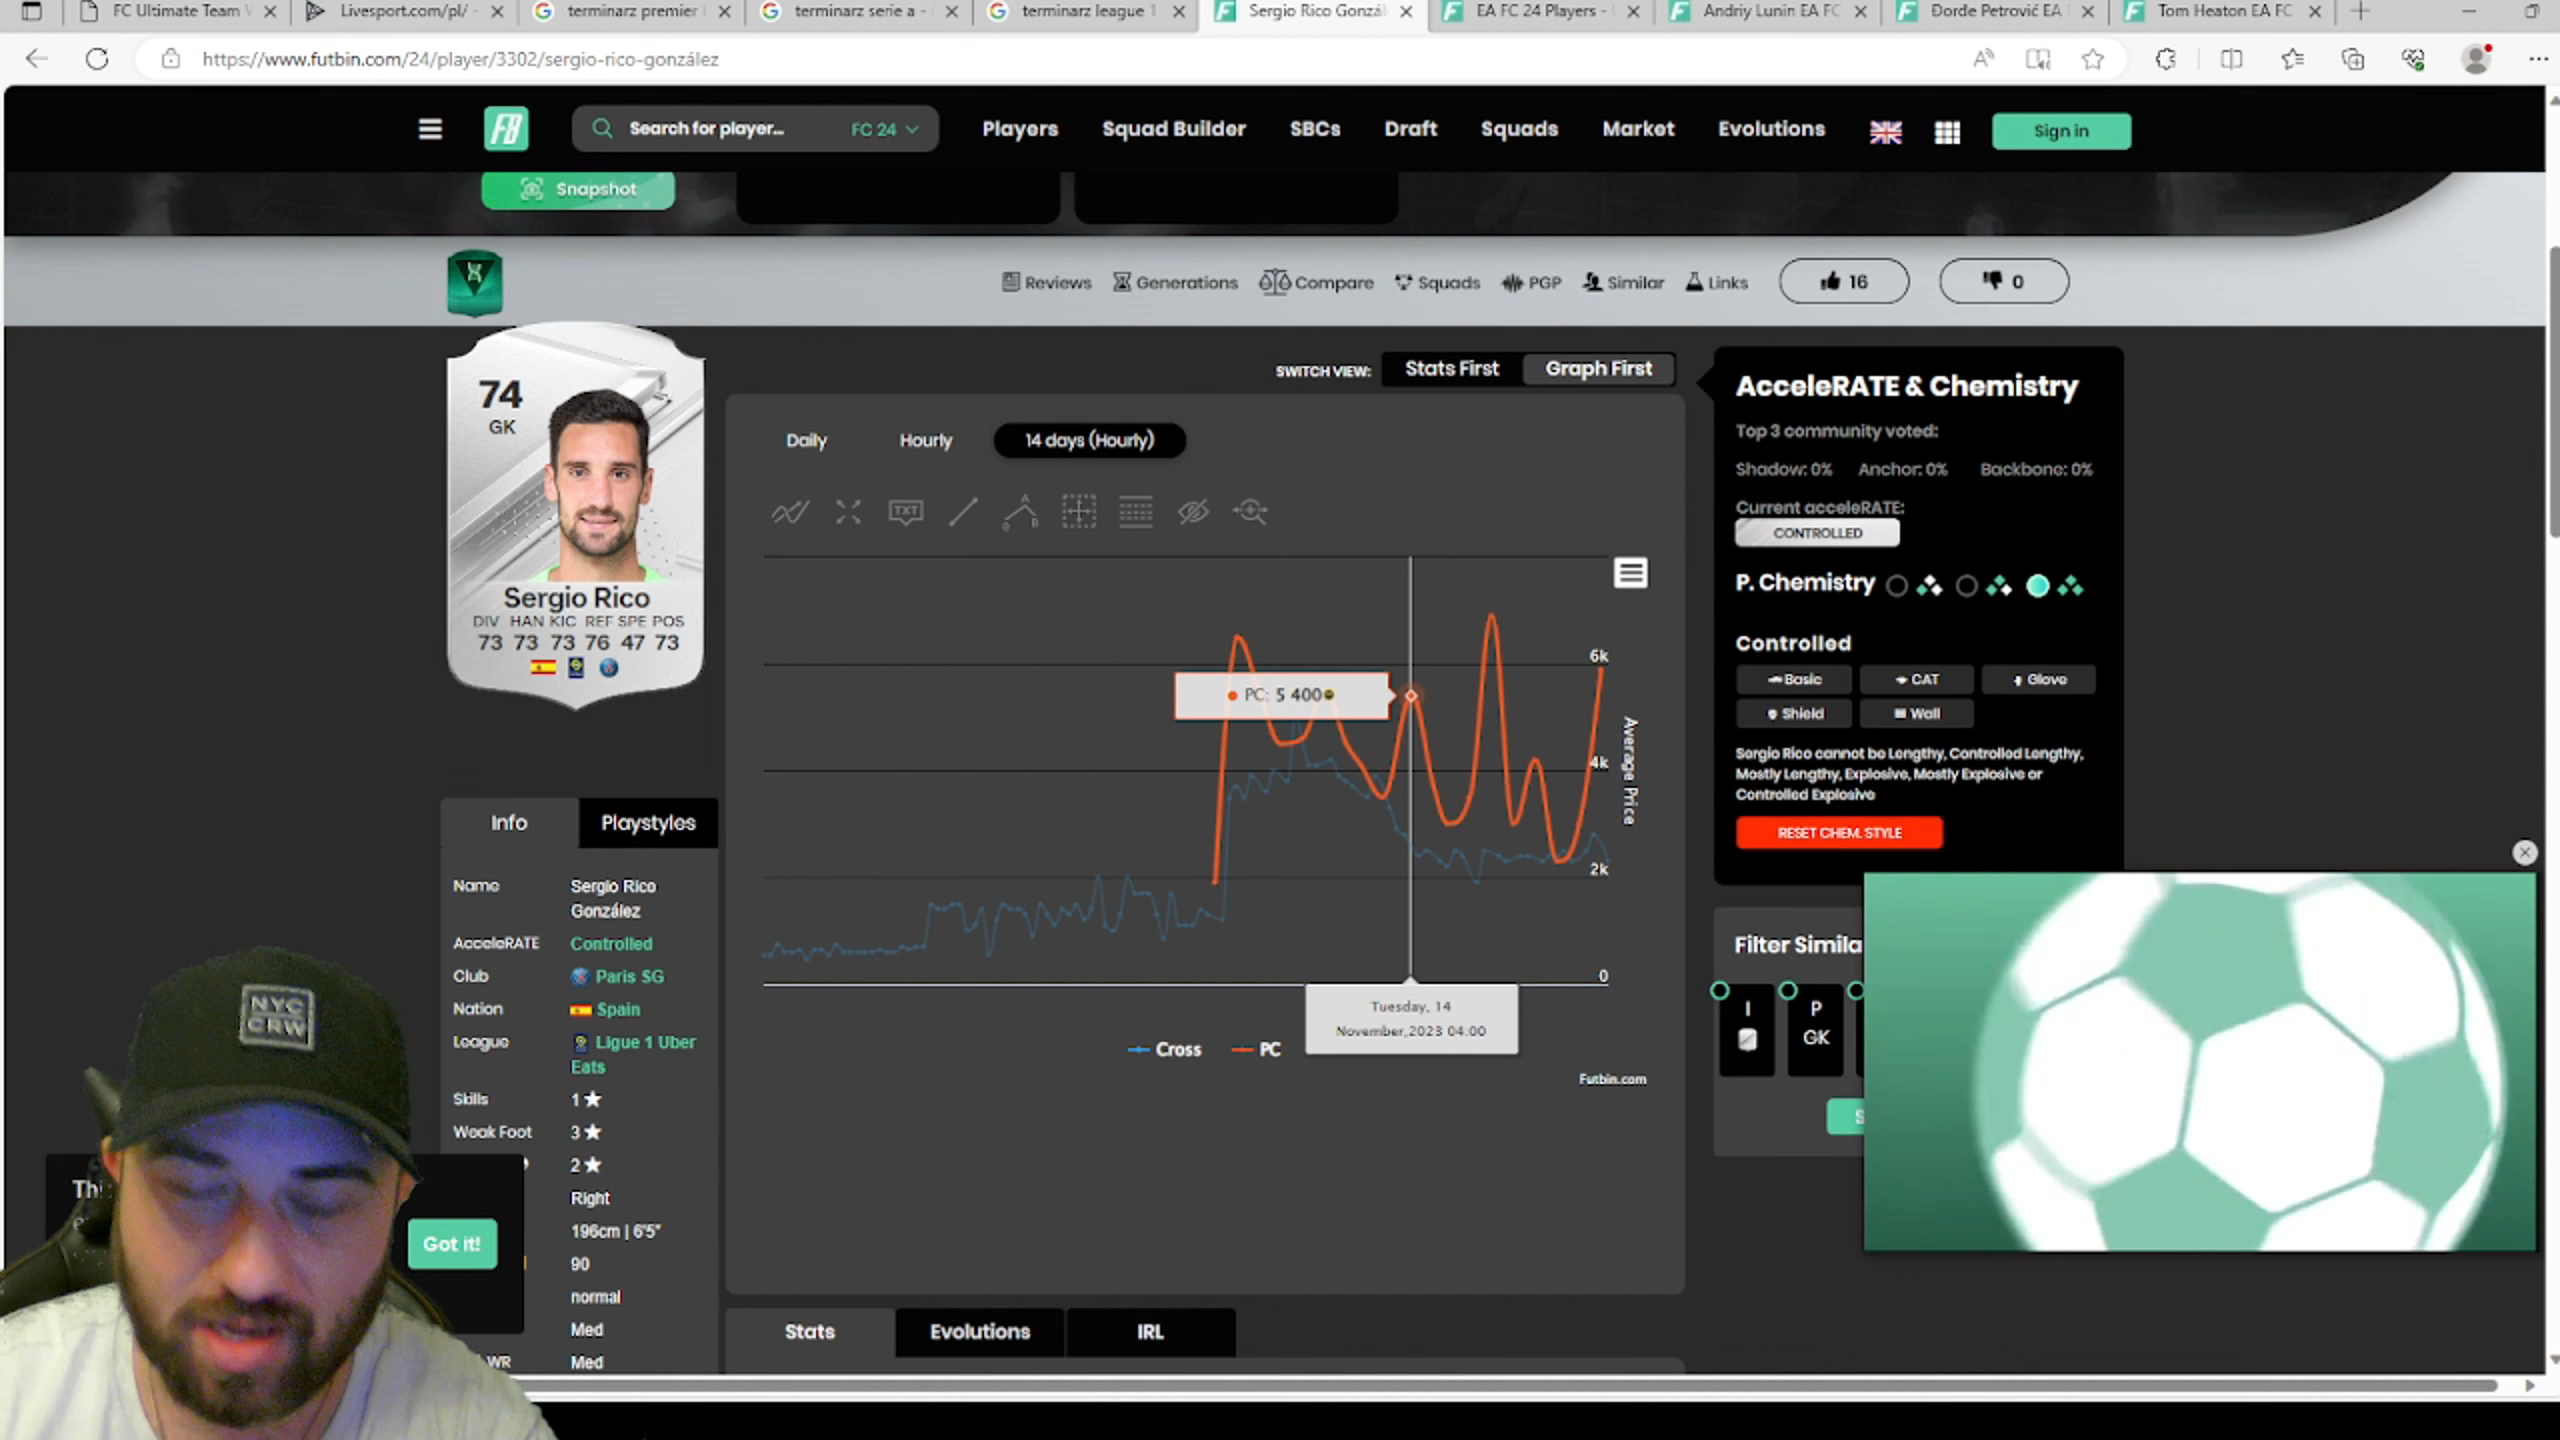 FC Ultimate Team
Livesport.com/pl/ -
terminarz premier
terminarz serie a -
terminarz league 1
Sergio Rico Gonzál
EA FC 24 Players -
Andriy Lunin EA FC
Đorđe Petrović EA
Tom Heaton EA FC
https://www.futbin.com/24/player/3302/sergio-rico-gonzález
FB
Search for player...
FC 24
Players
Squad Builder
SBCs
Draft
Squads
Market
Evolutions
Sign in
Snapshot
Reviews
Generations
Compare
Squads
PGP
Similar
Links
16
0
SWITCH VIEW:
Stats First
Graph First
74
GK
Sergio Rico
DIV HAN KIC REF SPE POS
73 73 73 76 47 73
Daily
Hourly
14 days (Hourly)
TXT
A
B
6k
4k
2k
0
Average Price
PC: 5 400
Tuesday, 14
November,2023 04:00
Cross
PC
Futbin.com
AcceleRATE & Chemistry
Top 3 community voted:
Shadow: 0% Anchor: 0% Backbone: 0%
Current acceleRATE:
CONTROLLED
P. Chemistry
Controlled
Basic
CAT
Glove
Shield
Wall
Sergio Rico cannot be Lengthy, Controlled Lengthy,
Mostly Lengthy, Explosive, Mostly Explosive or
Controlled Explosive
RESET CHEM. STYLE
Filter Simila
I
P
GK
S
Info
Playstyles
Name
Sergio Rico
González
AcceleRATE
Controlled
Club
Paris SG
Nation
Spain
League
Ligue 1 Uber
Eats
Skills
1
Weak Foot
3
2
Right
196cm | 6'5"
90
normal
Med
WR
Med
Thi
Got it!
NYC
CRW
Stats
Evolutions
IRL